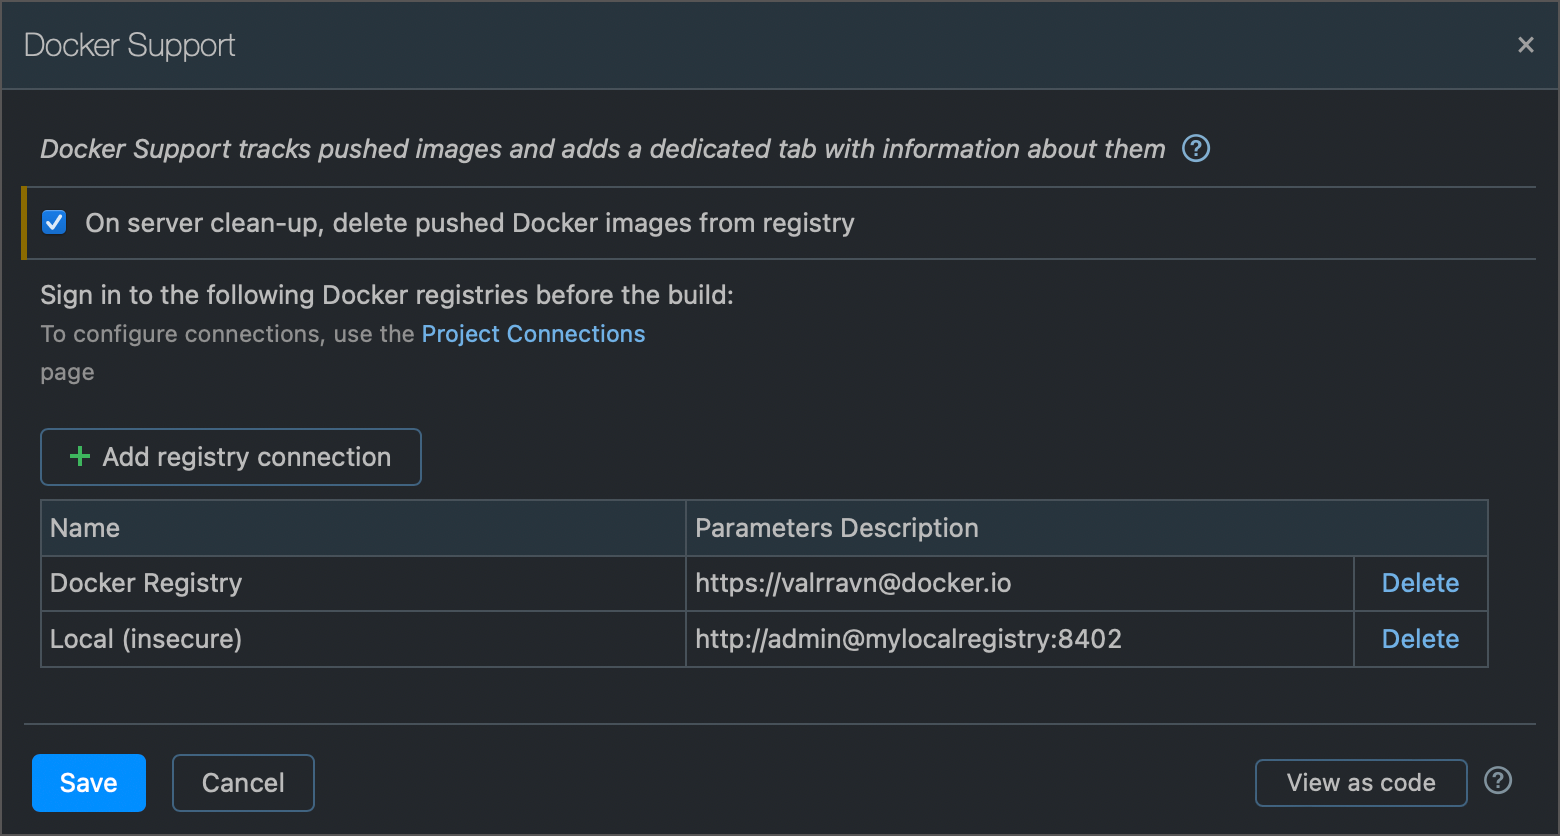 Docker Support
Docker Support tracks pushed images and adds a dedicated tab with information about them
On server clean-up, delete pushed Docker images from registry
Sign in to the following Docker registries before the build:
To configure connections, use the Project Connections
page
+ Add registry connection
Name Parameters Description
Docker Registry https://valrravn@docker.io Delete
Local (insecure) http://admin@mylocalregistry:8402 Delete
Save Cancel View as code